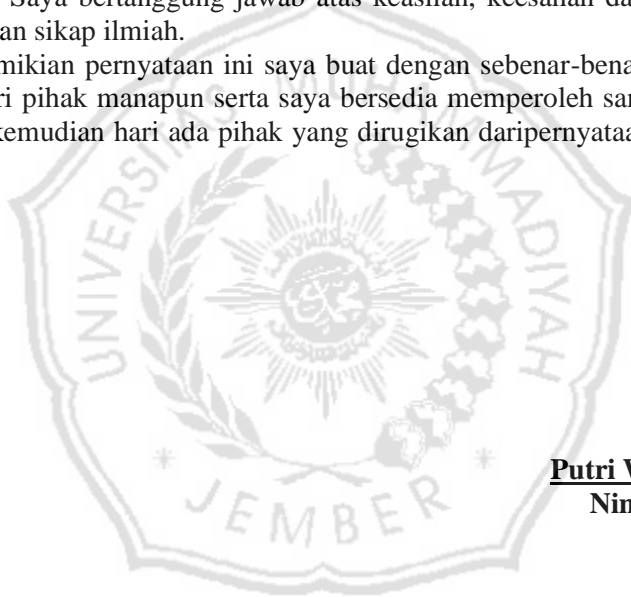 Saya bertanggung jawab atas keaslian, keesahan da
an sikap ilmiah.
mikian pernyataan ini saya buat dengan sebenar-bena
ri pihak manapun serta saya bersedia memperoleh san
kemudian hari ada pihak yang dirugikan daripernyataa
UNIVERSITAS MUHAMMADIYAH
JEMBER
Putri W
Nim